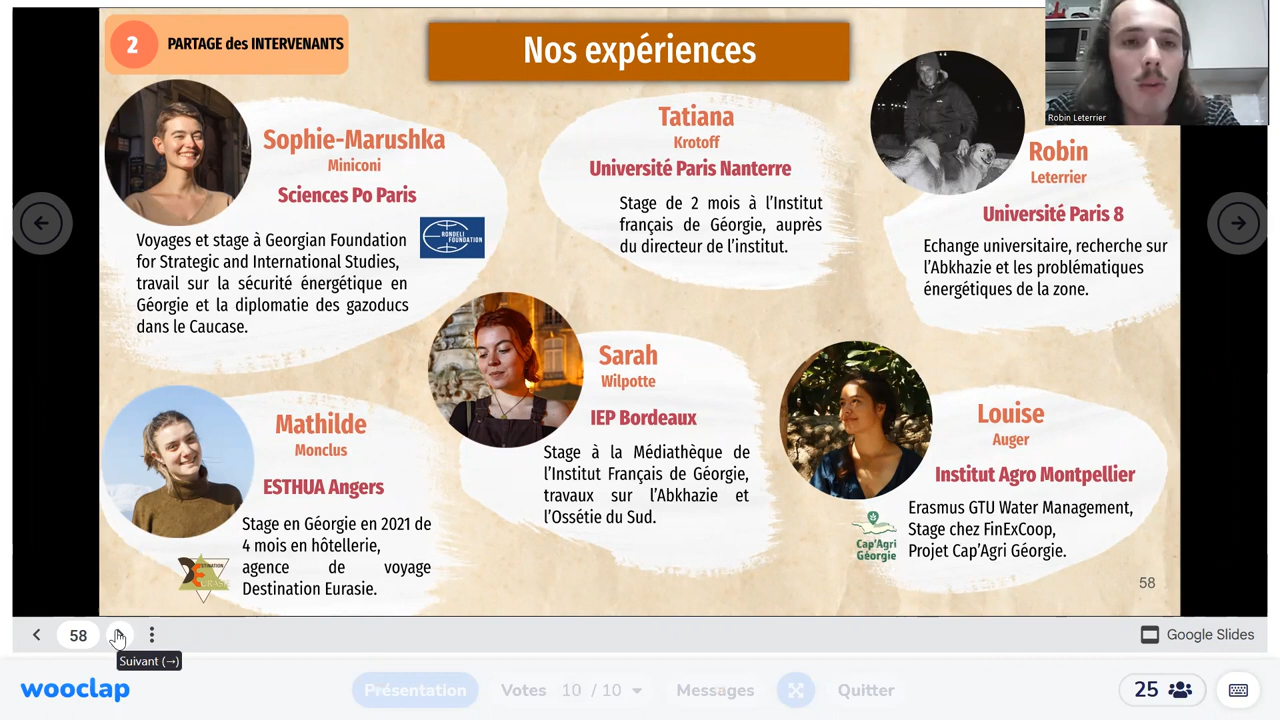 2 PARTAGE des INTERVENANTS
Nos expériences
Robin Leterrier
Sophie-Marushka
Miniconi
Sciences Po Paris
Voyages et stage à Georgian Foundation
for Strategic and International Studies,
travail sur la sécurité énergétique en
Géorgie et la diplomatie des gazoducs
dans le Caucase.
RONDELI
FOUNDATION
Tatiana
Krotoff
Université Paris Nanterre
Stage de 2 mois à l’Institut
français de Géorgie, auprès
du directeur de l’institut.
Robin
Leterrier
Université Paris 8
Echange universitaire, recherche sur
l’Abkhazie et les problématiques
énergétiques de la zone.
Mathilde
Monclus
ESTHUA Angers
Stage en Géorgie en 2021 de
4 mois en hôtellerie,
agence de voyage
Destination Eurasie.
Sarah
Wilpotte
IEP Bordeaux
Stage à la Médiathèque de
l’Institut Français de Géorgie,
travaux sur l’Abkhazie et
l’Ossétie du Sud.
Louise
Auger
Institut Agro Montpellier
Erasmus GTU Water Management,
Stage chez FinExCoop,
Projet Cap’Agri Géorgie.
Cap’Agri
Géorgie
58
58
Google Slides
Suivant (→)
wooclap
Présentation Votes 10 / 10 Messages Quitter 25